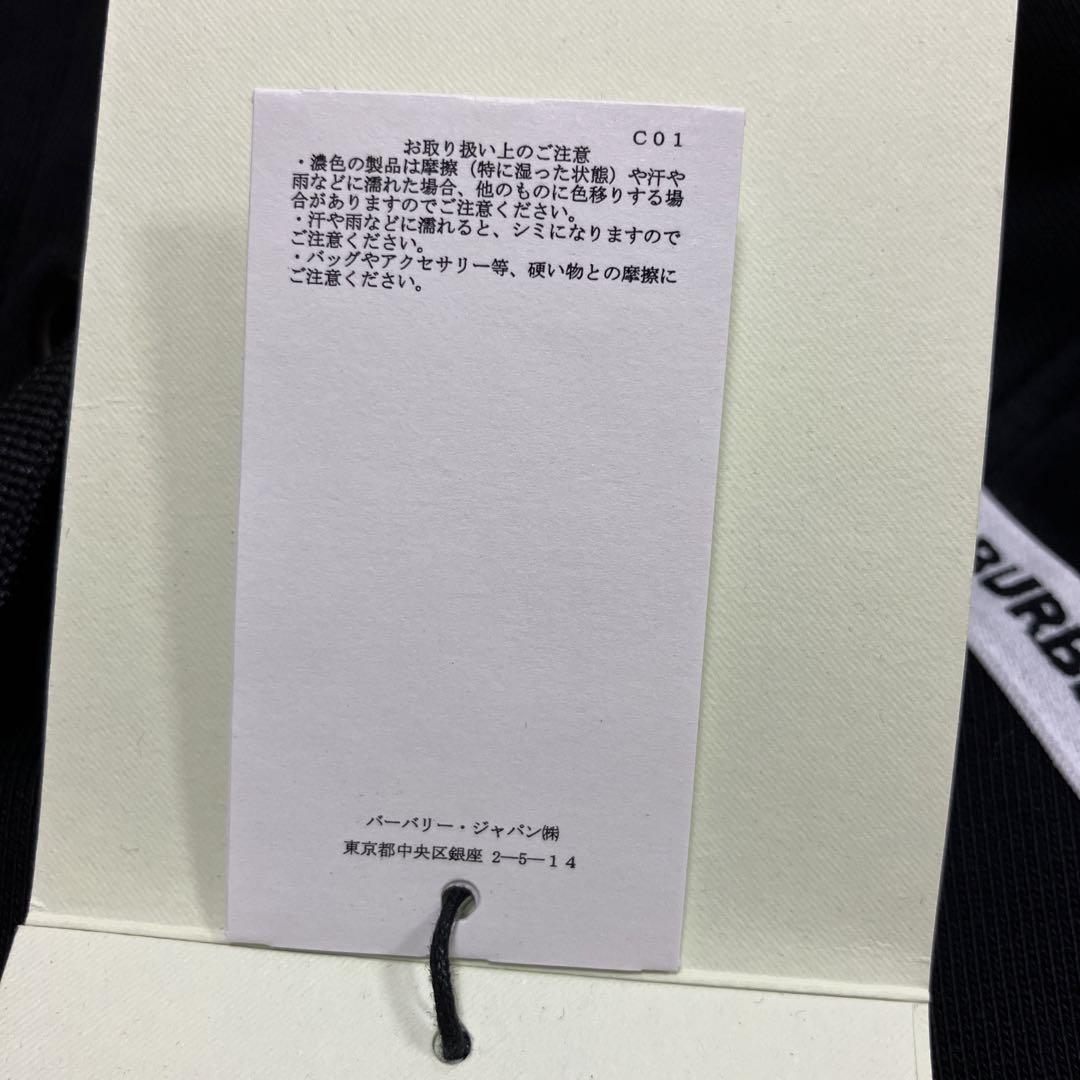 C01
お取り扱い上のご注意
・濃色の製品は摩擦（特に湿った状態）や汗や
雨などに濡れた場合、他のものに色移りする場
合がありますのでご注意ください。
・汗や雨などに濡れると、シミになりますので
ご注意ください。
・バッグやアクセサリー等、硬い物との摩擦に
ご注意ください。
BURB
バーバリー・ジャパン㈱
東京都中央区銀座 2―5―14